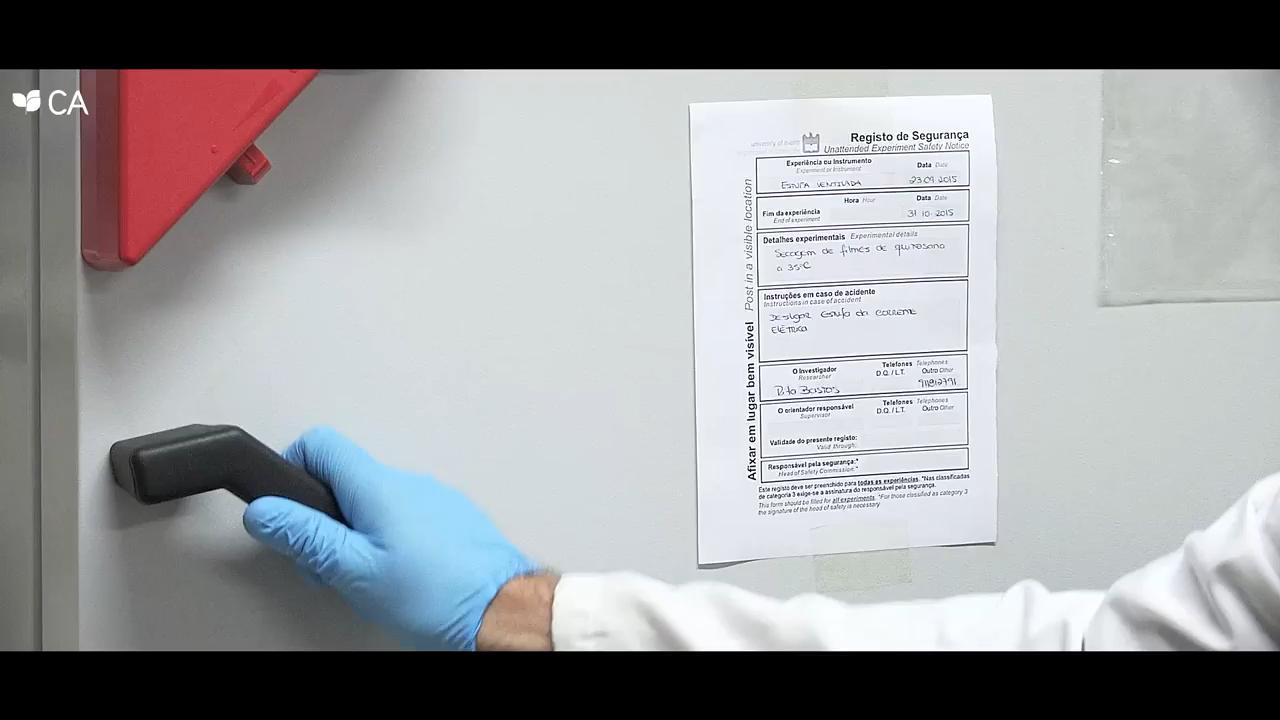 CA
Registo de Segurança
Unattended Experiment Safety Notice
Experiência ou Instrumento
Experiment or Instrument
Data Date
ESTUFA VENTILADA
23 09 2015
Hora Hour
Data Date
Fim da experiência
End of experiment
31 10 2015
Detalhes experimentais Experimental details
Secagem de filmes de quitosana
a 35°C
Instruções em caso de acidente
Instructions in case of accident
DESLIGAR Estufa da CORRENTE
ELÉTRICA
O Investigador
Researcher
Telefones Telephones
D.Q. / L.T. Outro Other
Rita Bastos
O orientador responsável
Supervisor
Telefones Telephones
D.Q. / L.T. Outro Other
Validade do presente registo:
Valid through:
Responsável pela segurança:*
Head of Safety Commission:*
Este registo deve ser preenchido para todas as experiências. *Nas classificadas
de categoria 3 exige-se a assinatura do responsável pela segurança.
This form should be filled for all experiments. *For those classified as category 3
the signature of the head of safety is necessary
Afixar em lugar bem visível Post in a visible location